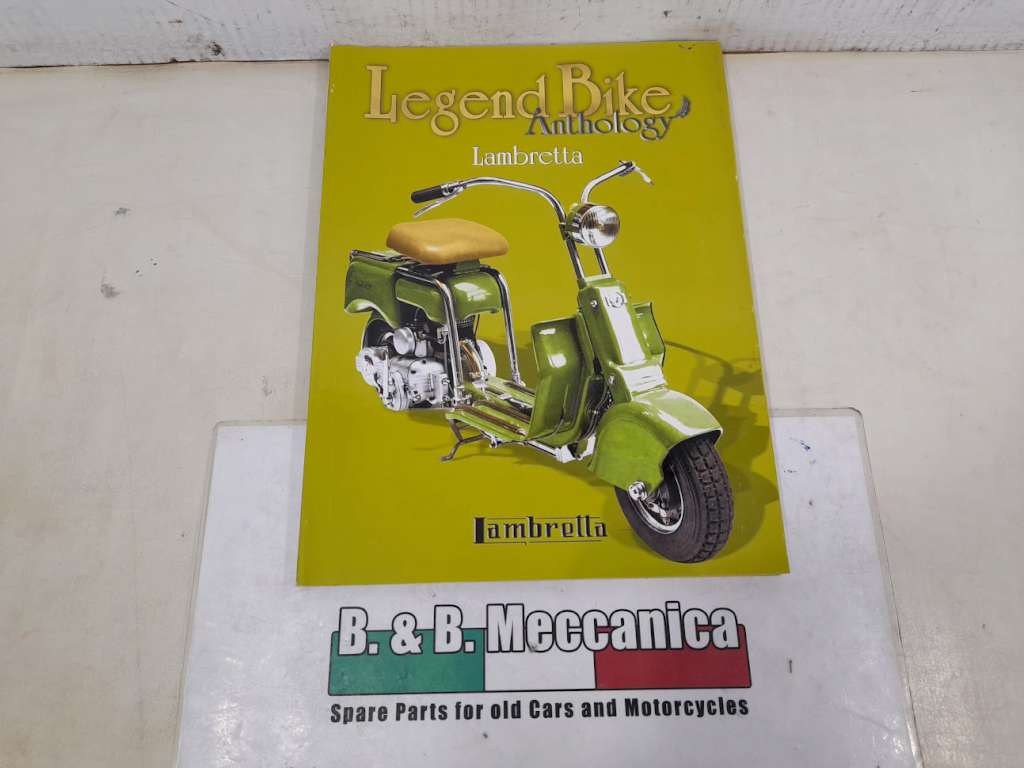 Legend Bike
Anthology
Lambretta
Lambretta
B. & B. Meccanica
Spare Parts for old Cars and Motorcycles